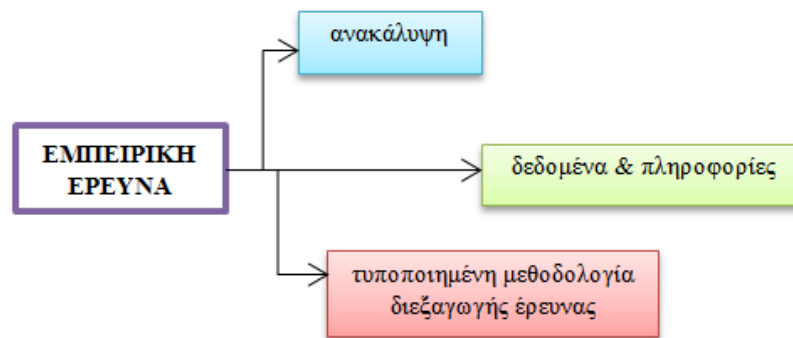 ανακάλυψη
ΕΜΠΕΙΡΙΚΗ
ΕΡΕΥΝΑ
δεδομένα & πληροφορίες
τυποποιημένη μεθοδολογία
διεξαγωγής έρευνας